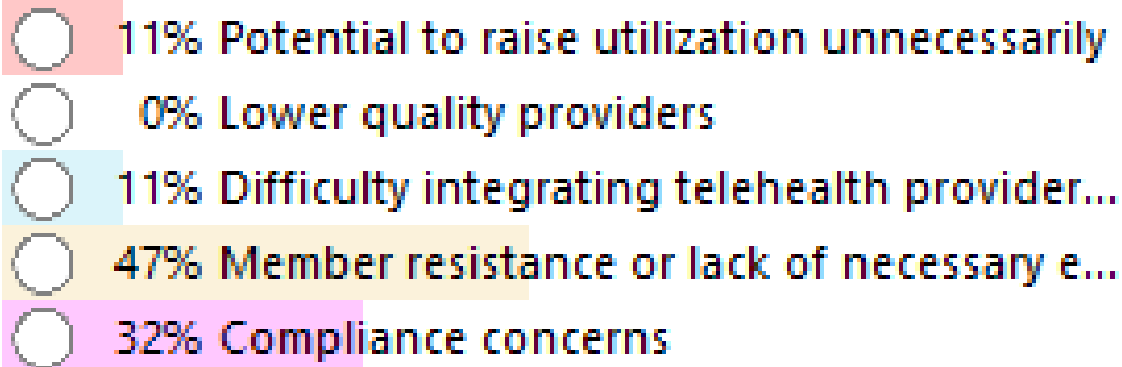 11% Potential to raise utilization unnecessarily
0% Lower quality providers
11% Difficulty integrating telehealth provider...
47% Member resistance or lack of necessary e...
32% Compliance concerns